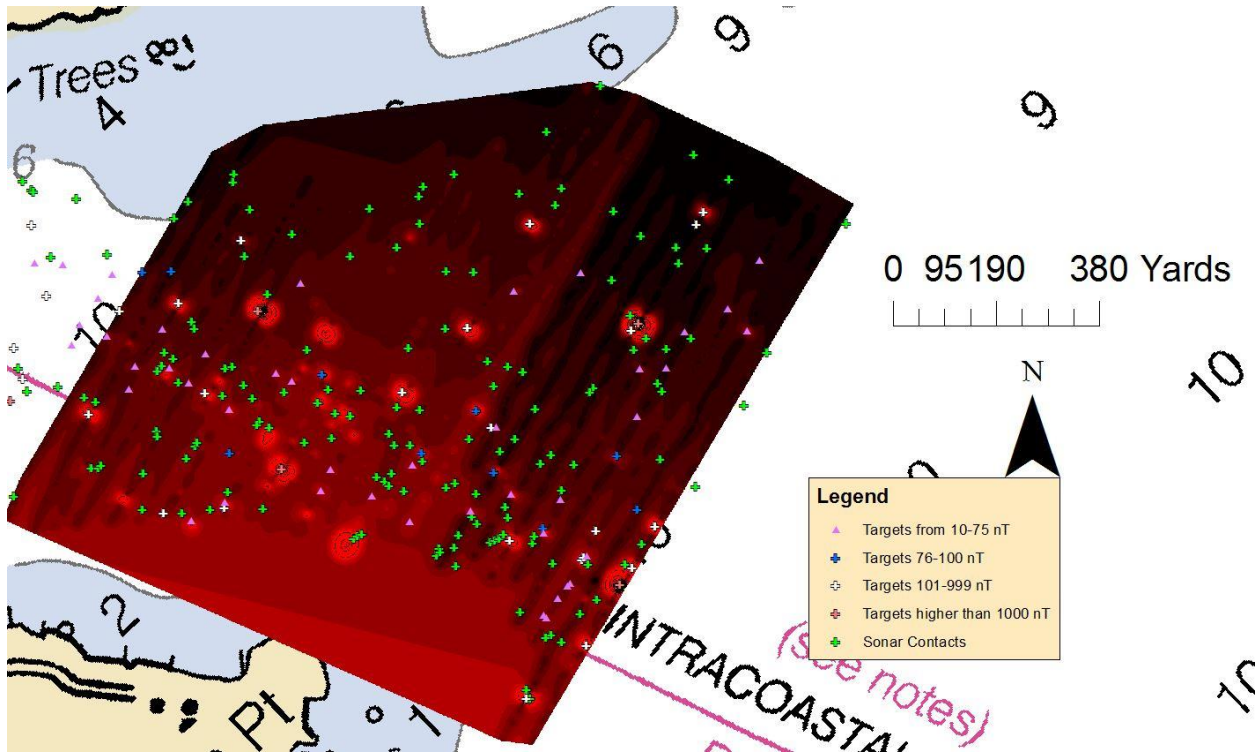 Trees
4
6
6
9
9
10
0 95 190 380 Yards
N
10
Legend
Targets from 10-75 nT
Targets 76-100 nT
Targets 101-999 nT
Targets higher than 1000 nT
Sonar Contacts
2
INTRACOASTAL
(see notes)
10
Pt
1